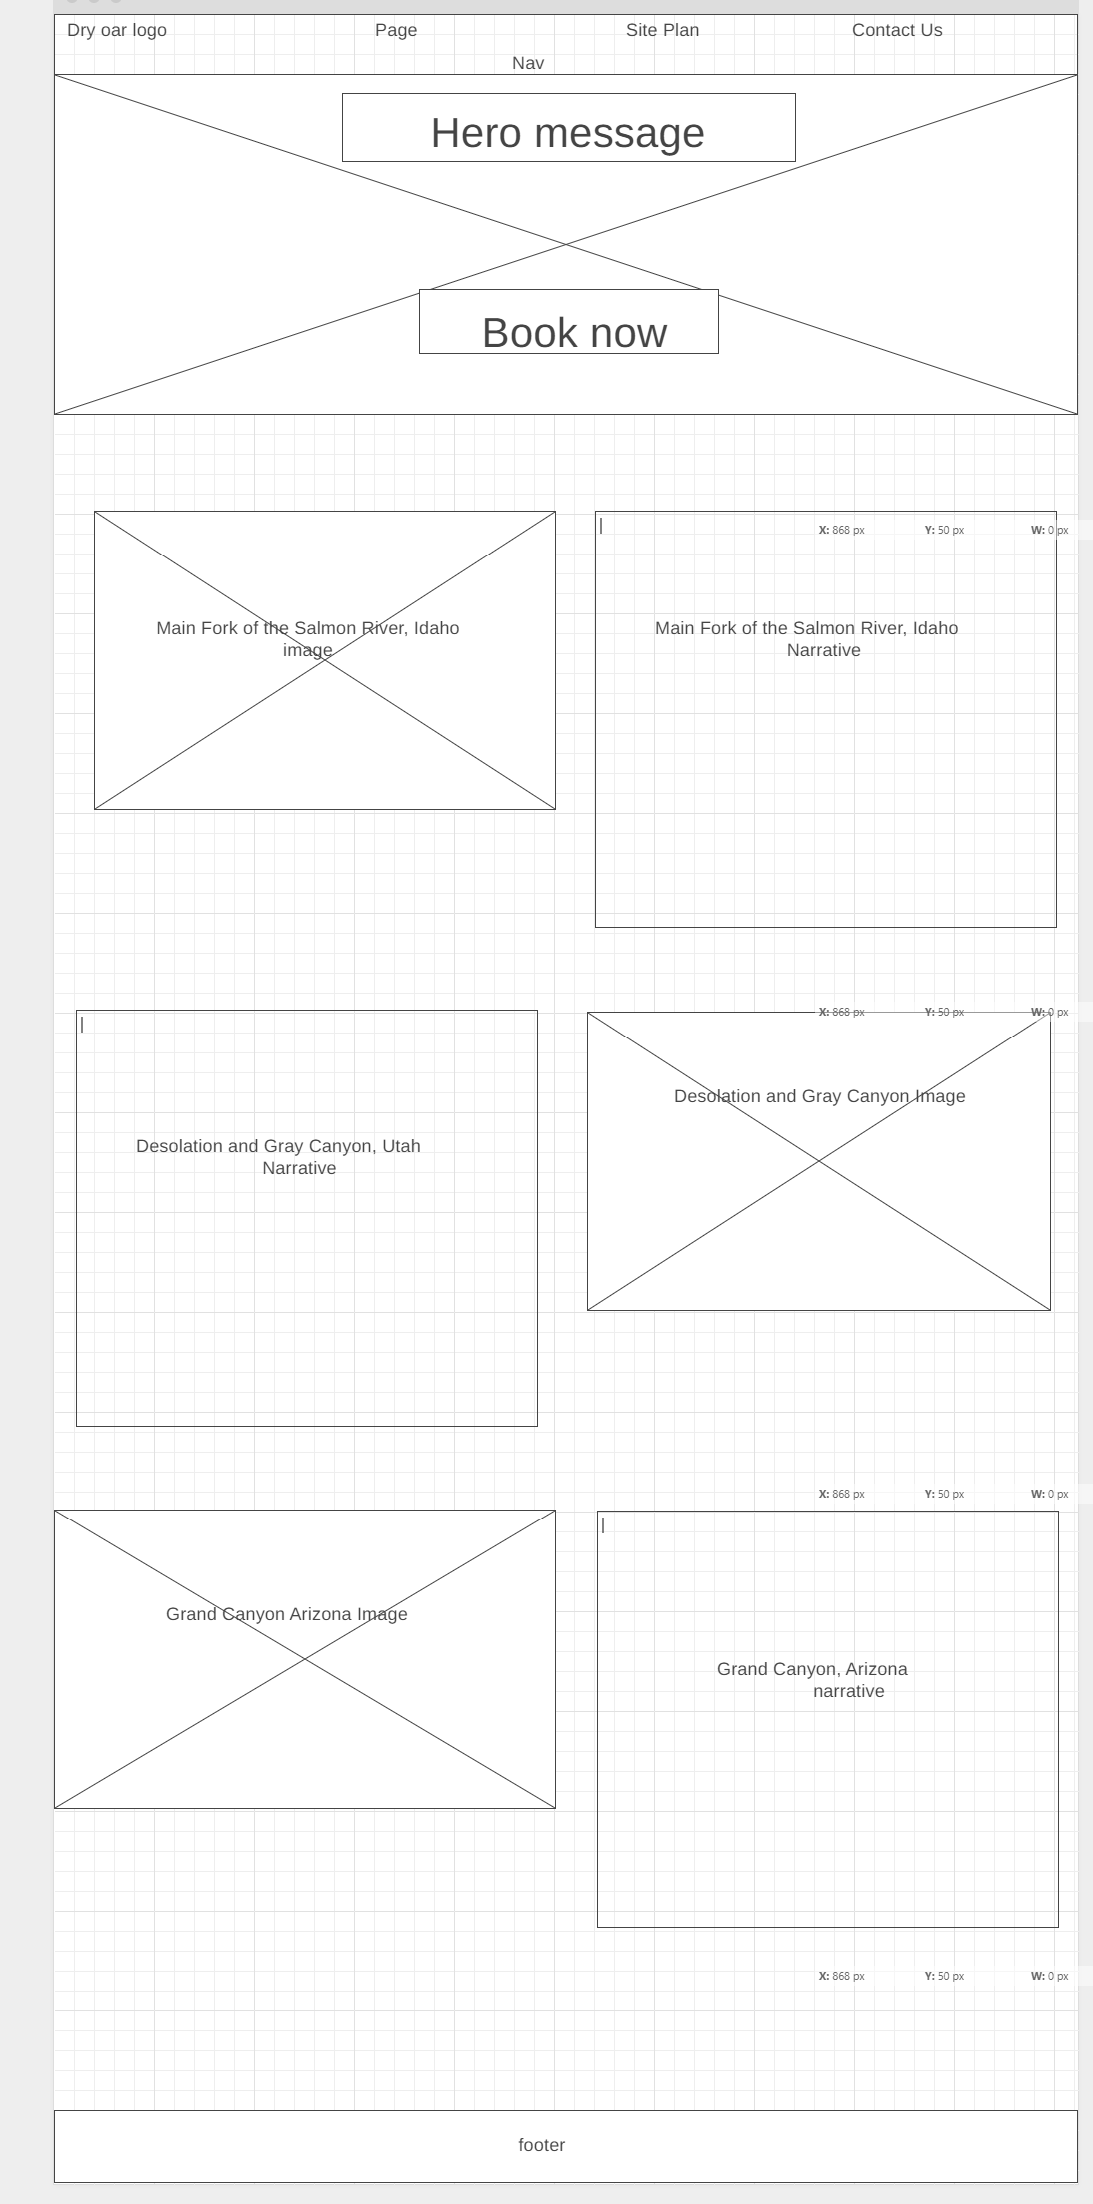 Dry oar logo Page Site Plan Contact Us
Nav
Hero message
Book now
X: 868 px Y: 50 px W: 0 px
Main Fork of the Salmon River, Idaho
image
Main Fork of the Salmon River, Idaho
Narrative
X: 868 px Y: 50 px W: 0 px
Desolation and Gray Canyon, Utah
Narrative
Desolation and Gray Canyon Image
X: 868 px Y: 50 px W: 0 px
Grand Canyon Arizona Image
Grand Canyon, Arizona
narrative
X: 868 px Y: 50 px W: 0 px
footer